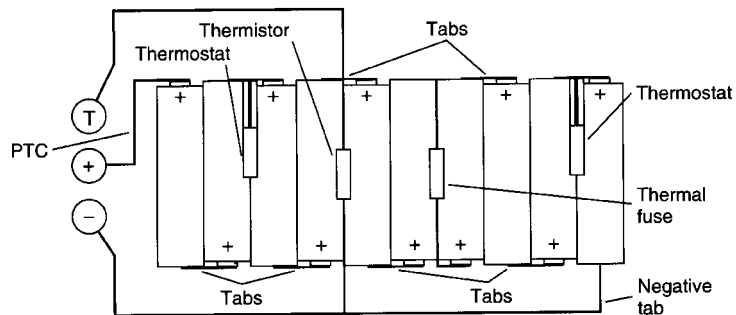 Thermistor
Tabs
Thermostat
+ + + + +
Thermostat
T
PTC
+
Thermal
fuse
−
+ + + + +
Tabs
Tabs
Negative
tab